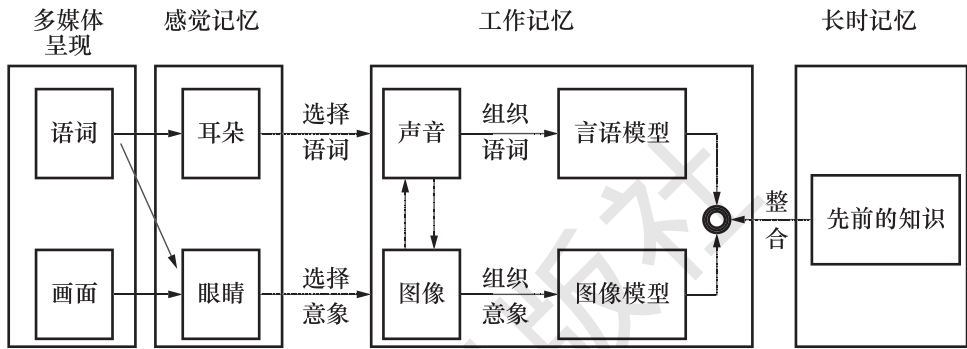 多媒体
呈现
感觉记忆
工作记忆
长时记忆
语词
耳朵
选择
语词
声音
组织
语词
言语模型
整
合
先前的知识
画面
眼睛
选择
意象
图像
组织
意象
图像模型
版社